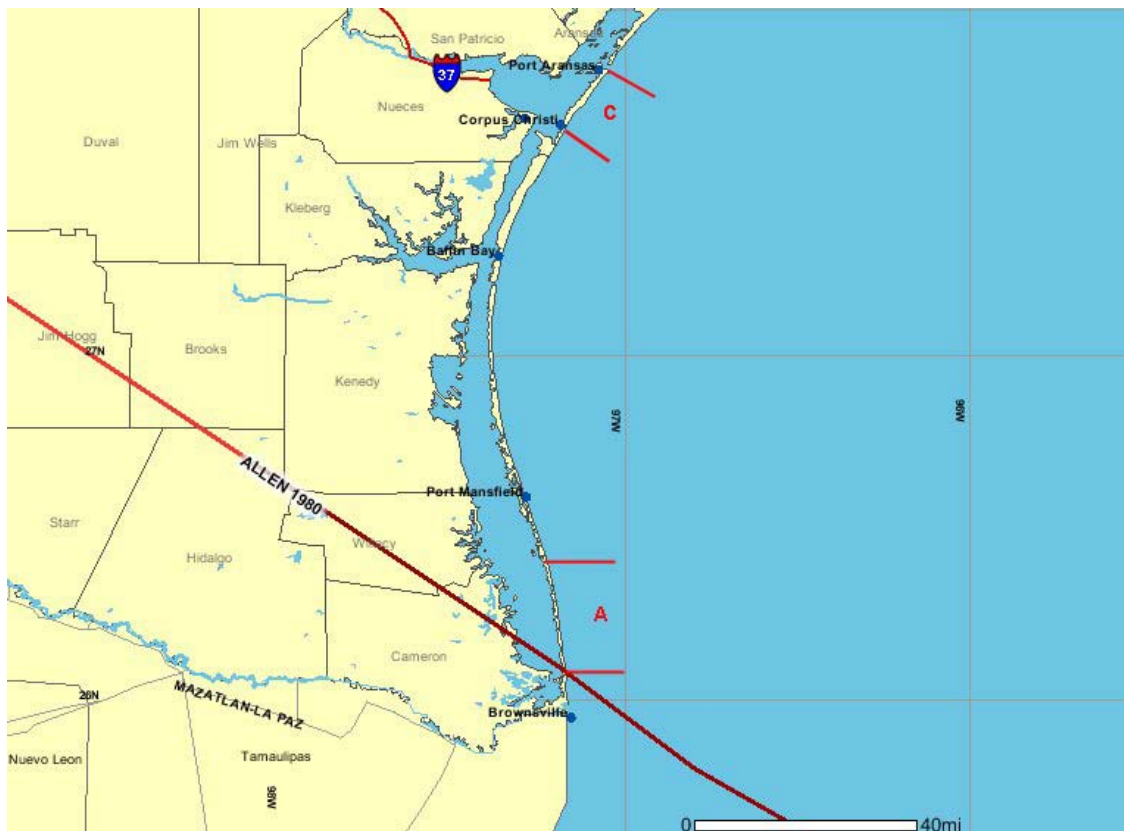 San Patricio
Aransas
Port Aransas
37
Nueces
C
Corpus Christi
Duval
Jim Wells
Kleberg
Baffin Bay
Jim Hogg
27N
Brooks
Kenedy
97W
96W
ALLEN 1980
Port Mansfield
Starr
Hidalgo
Willacy
A
Cameron
26N
MAZATLAN-LA PAZ
Brownsville
Nuevo Leon
Tamaulipas
98W
0
40mi